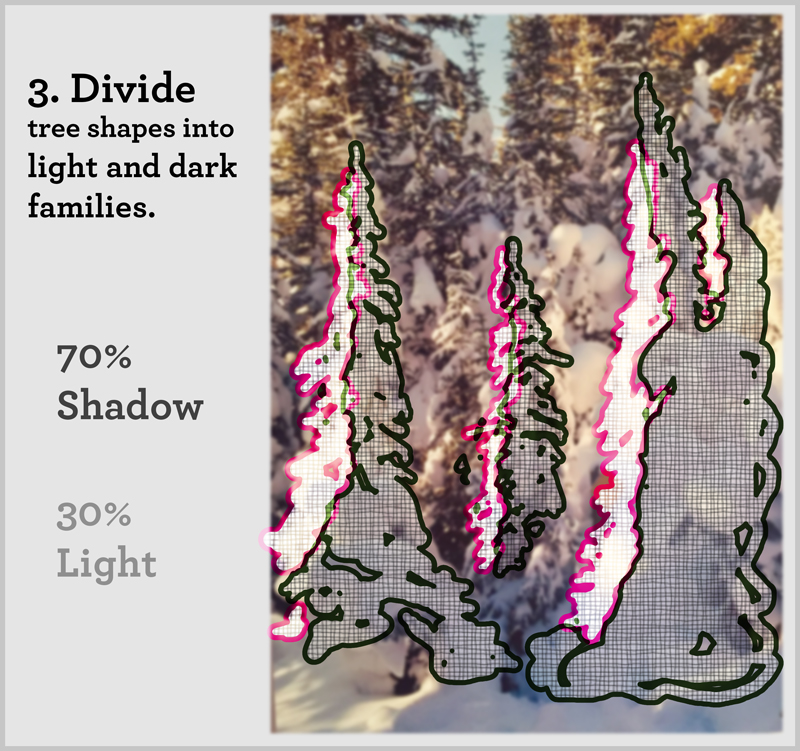 3. Divide
tree shapes into
light and dark
families.
70%
Shadow
30%
Light